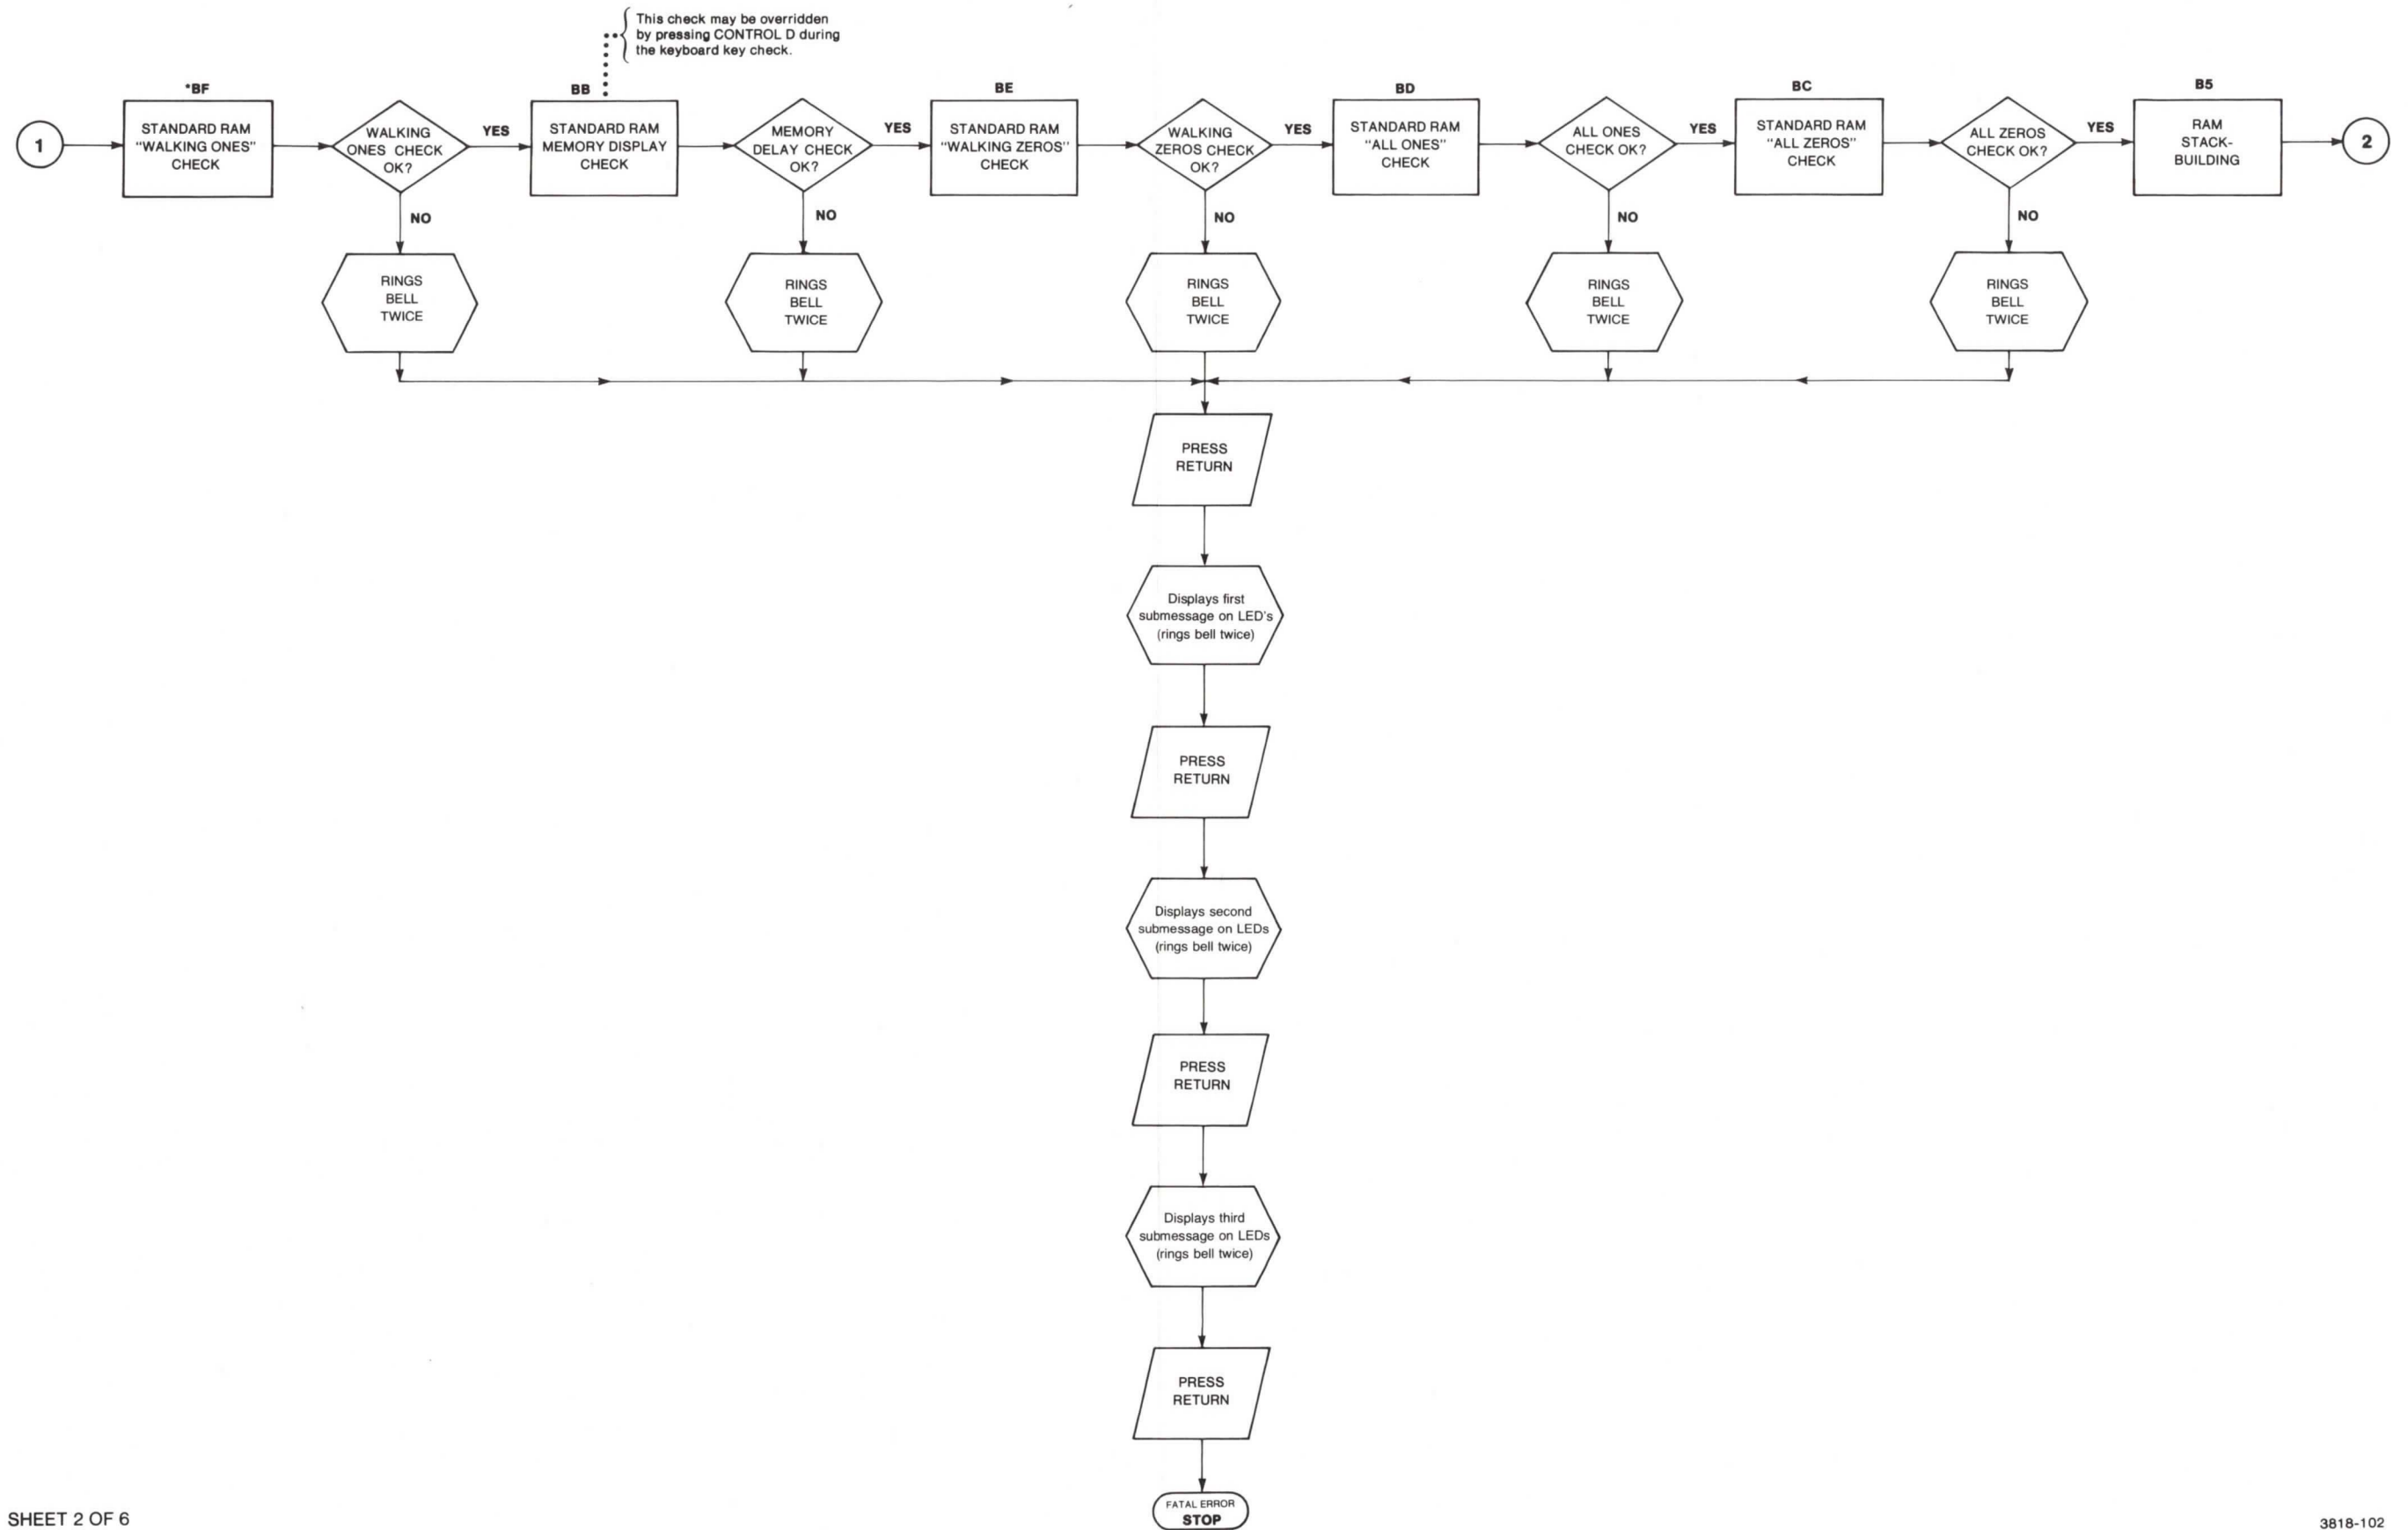 This check may be overridden
by pressing CONTROL D during
the keyboard key check.
*BF
BB
BE
BD
BC
B5
1
STANDARD RAM
"WALKING ONES"
CHECK
WALKING
ONES CHECK
OK?
YES
STANDARD RAM
MEMORY DISPLAY
CHECK
MEMORY
DELAY CHECK
OK?
YES
STANDARD RAM
"WALKING ZEROS"
CHECK
WALKING
ZEROS CHECK
OK?
YES
STANDARD RAM
"ALL ONES"
CHECK
ALL ONES
CHECK OK?
YES
STANDARD RAM
"ALL ZEROS"
CHECK
ALL ZEROS
CHECK OK?
YES
RAM
STACK-
BUILDING
2
NO
NO
NO
NO
NO
RINGS
BELL
TWICE
RINGS
BELL
TWICE
RINGS
BELL
TWICE
RINGS
BELL
TWICE
RINGS
BELL
TWICE
PRESS
RETURN
Displays first
submessage on LED's
(rings bell twice)
PRESS
RETURN
Displays second
submessage on LEDs
(rings bell twice)
PRESS
RETURN
Displays third
submessage on LEDs
(rings bell twice)
PRESS
RETURN
FATAL ERROR
STOP
SHEET 2 OF 6
3818-102